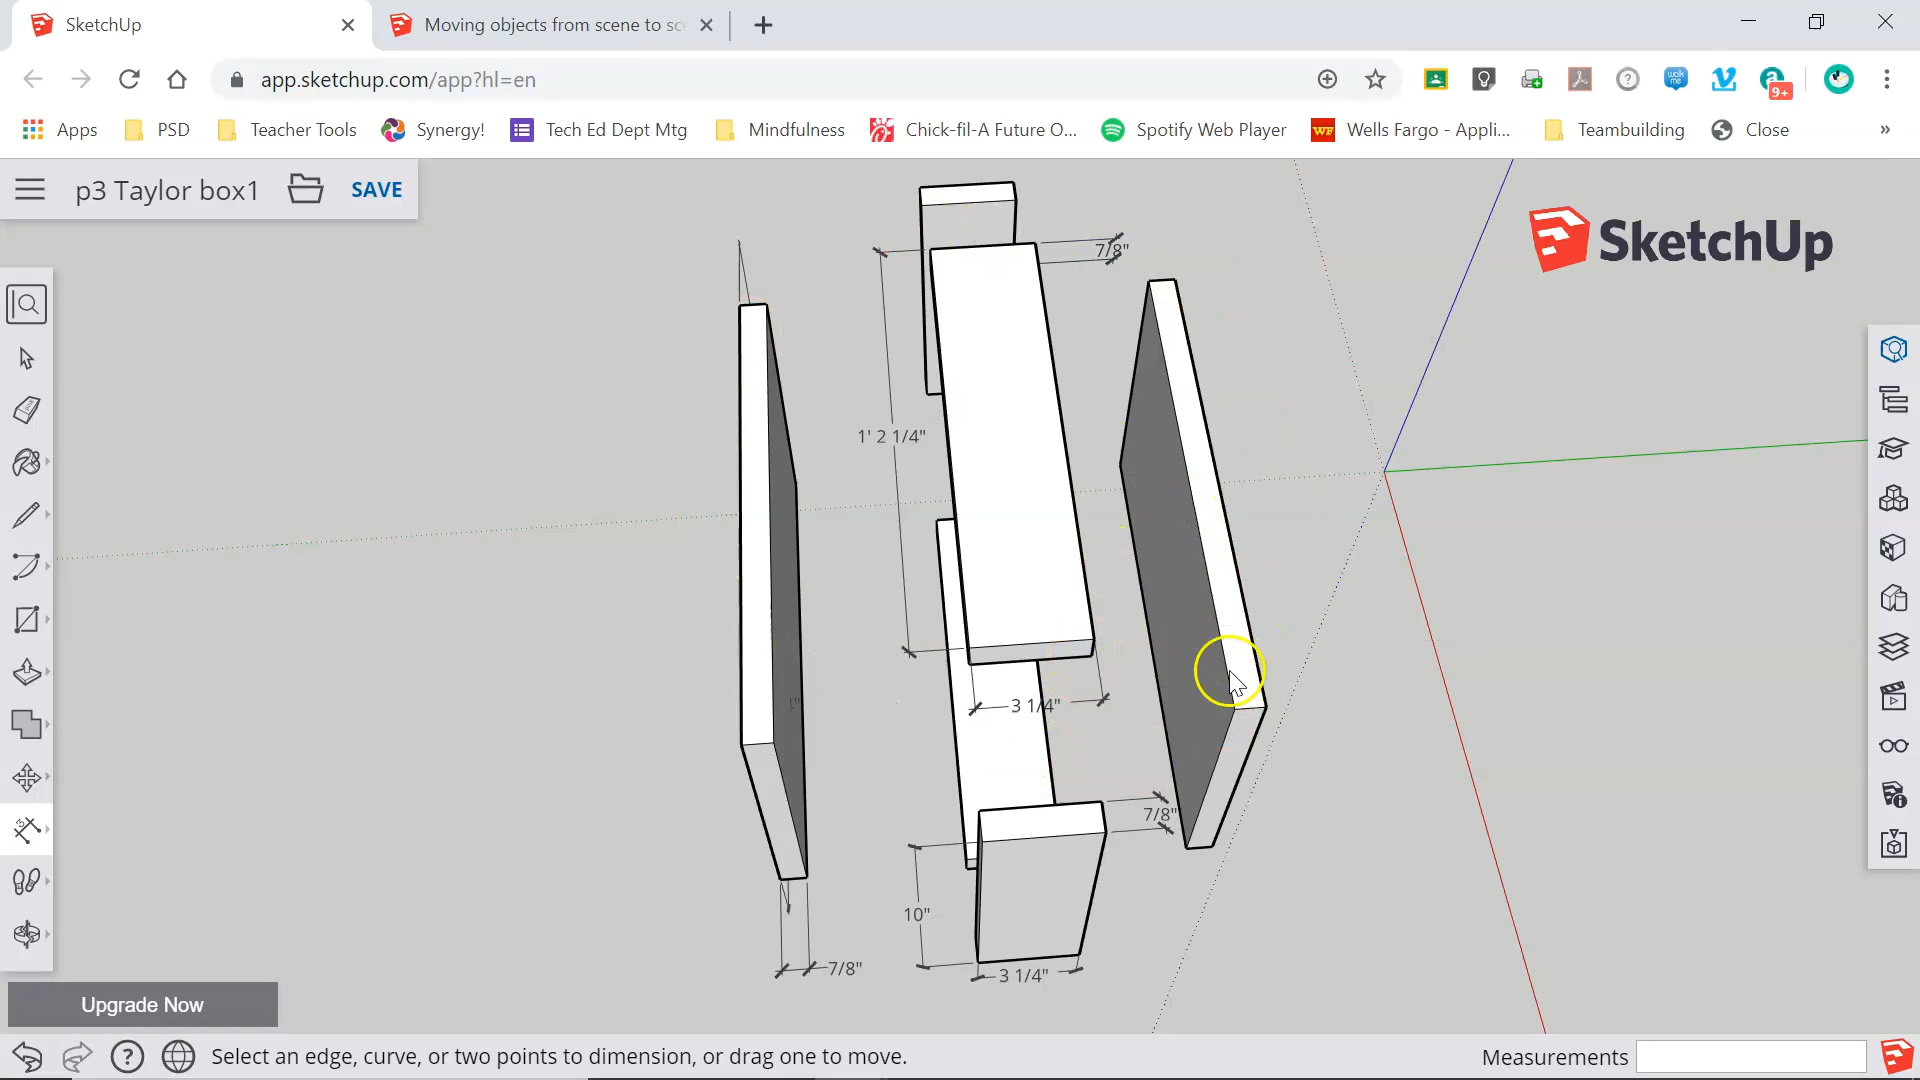 SketchUp
Moving objects from scene to sc
app.sketchup.com/app?hl=en
9+
Apps
PSD
Teacher Tools
Synergy!
Tech Ed Dept Mtg
Mindfulness
Chick-fil-A Future O...
Spotify Web Player
Wells Fargo - Appli...
Teambuilding
Close
»
p3 Taylor box1
SAVE
SketchUp
7/8"
1' 2 1/4"
3 1/4"
7/8"
10"
3 1/4"
7/8"
Upgrade Now
Select an edge, curve, or two points to dimension, or drag one to move.
Measurements